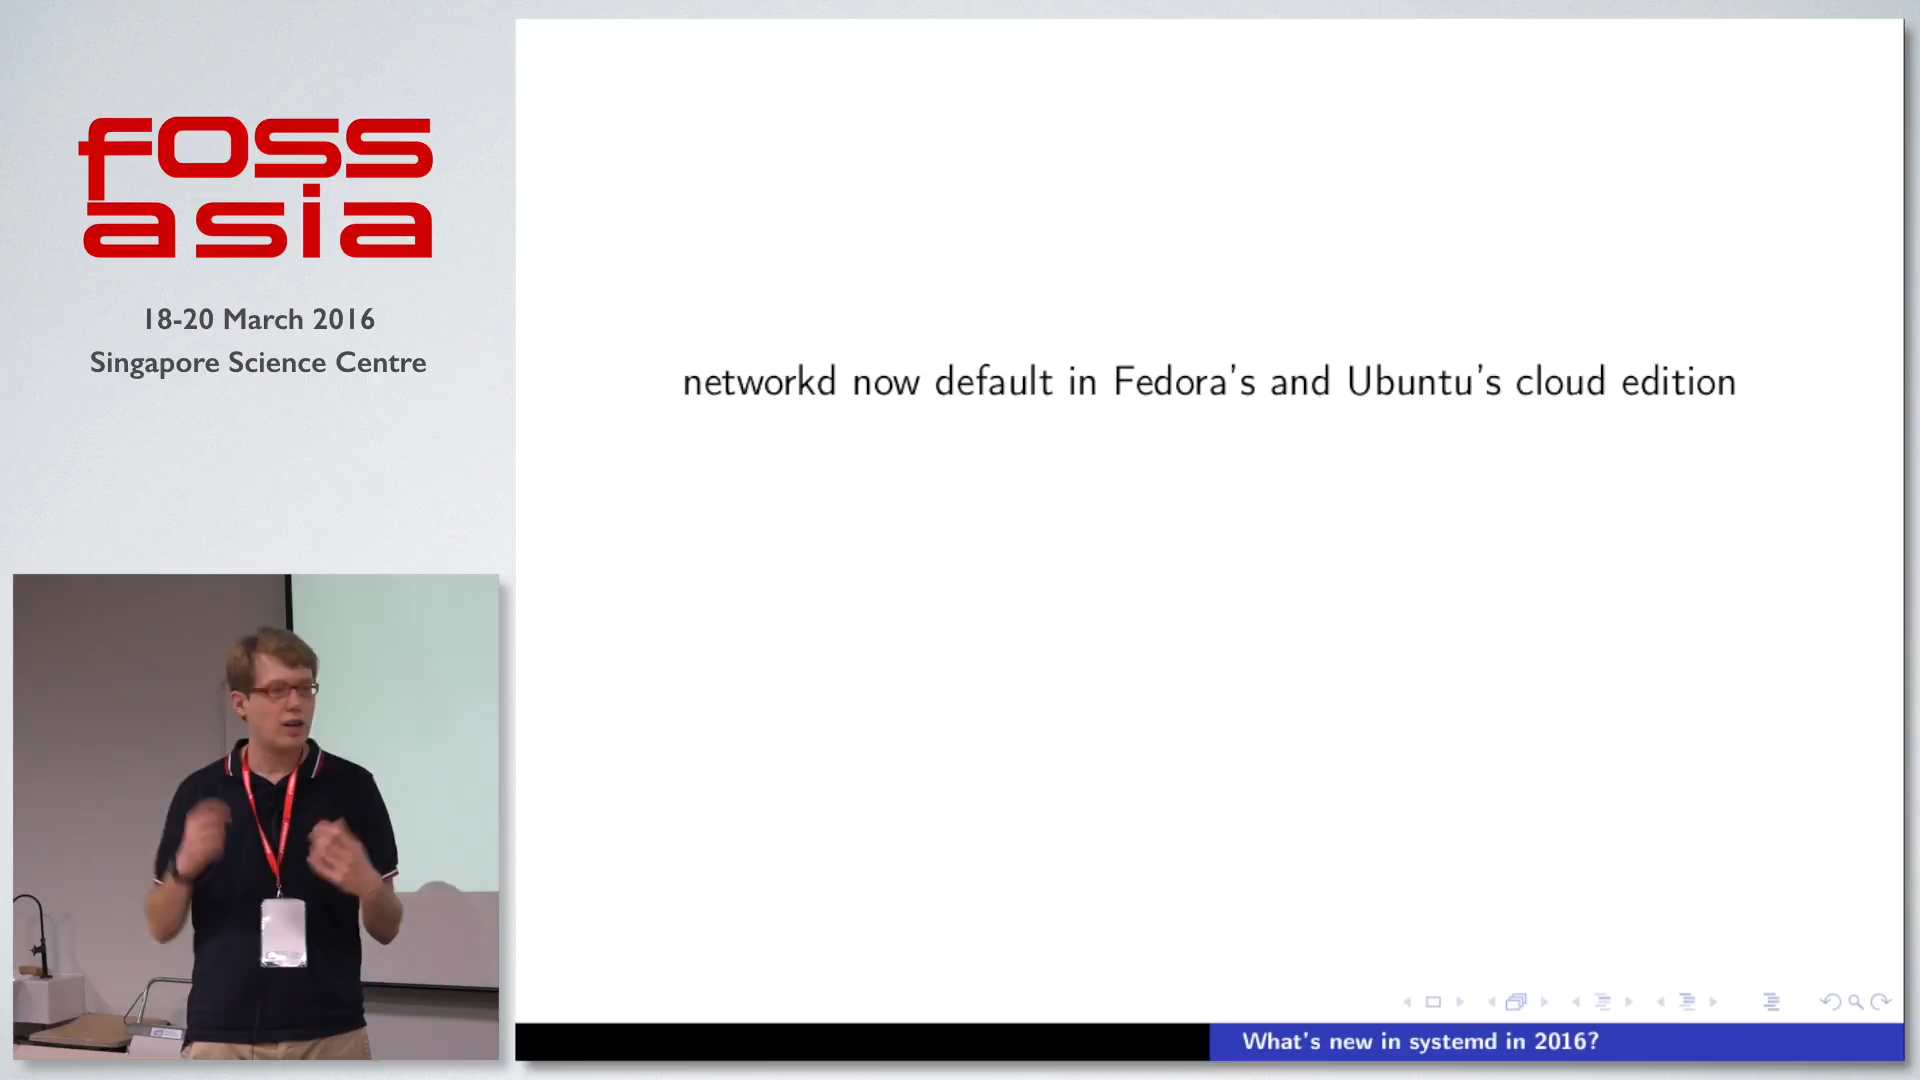 foss
asia
18-20 March 2016
Singapore Science Centre
networkd now default in Fedora's and Ubuntu's cloud edition
What's new in systemd in 2016?